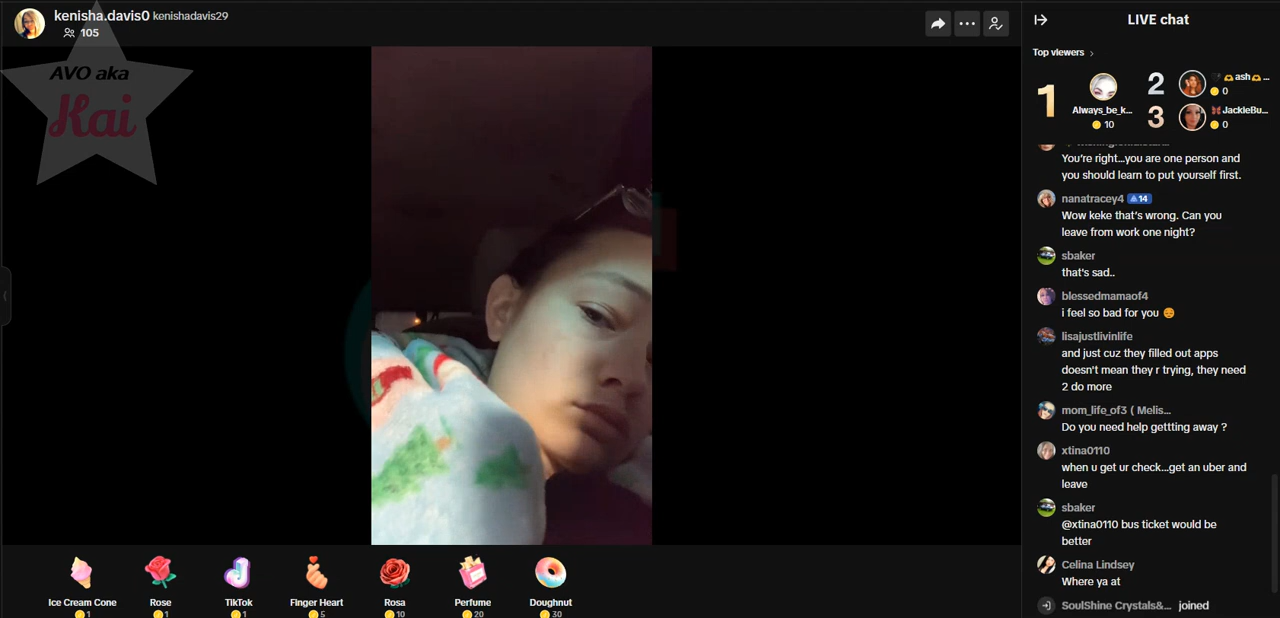 kenisha.davis0 kenishadavis29
105
AVO aka
Kai
LIVE chat
Top viewers
1
Always_be_k...
10
2
ash ...
0
3
JackleBu...
0
You're right...you are one person and
you should learn to put yourself first.
nanatracey4 14
Wow keke that's wrong. Can you
leave from work one night?
sbaker
that's sad..
blessedmamaof4
i feel so bad for you
lisajustlivinlife
and just cuz they filled out apps
doesn't mean they r trying, they need
2 do more
mom_life_of3 ( Melis...
Do you need help gettting away ?
xtina0110
when u get ur check...get an uber and
leave
sbaker
@xtina0110 bus ticket would be
better
Celina Lindsey
Where ya at
SoulShine Crystals&... joined
Ice Cream Cone
1
Rose
1
TikTok
1
Finger Heart
5
Rosa
10
Perfume
20
Doughnut
30